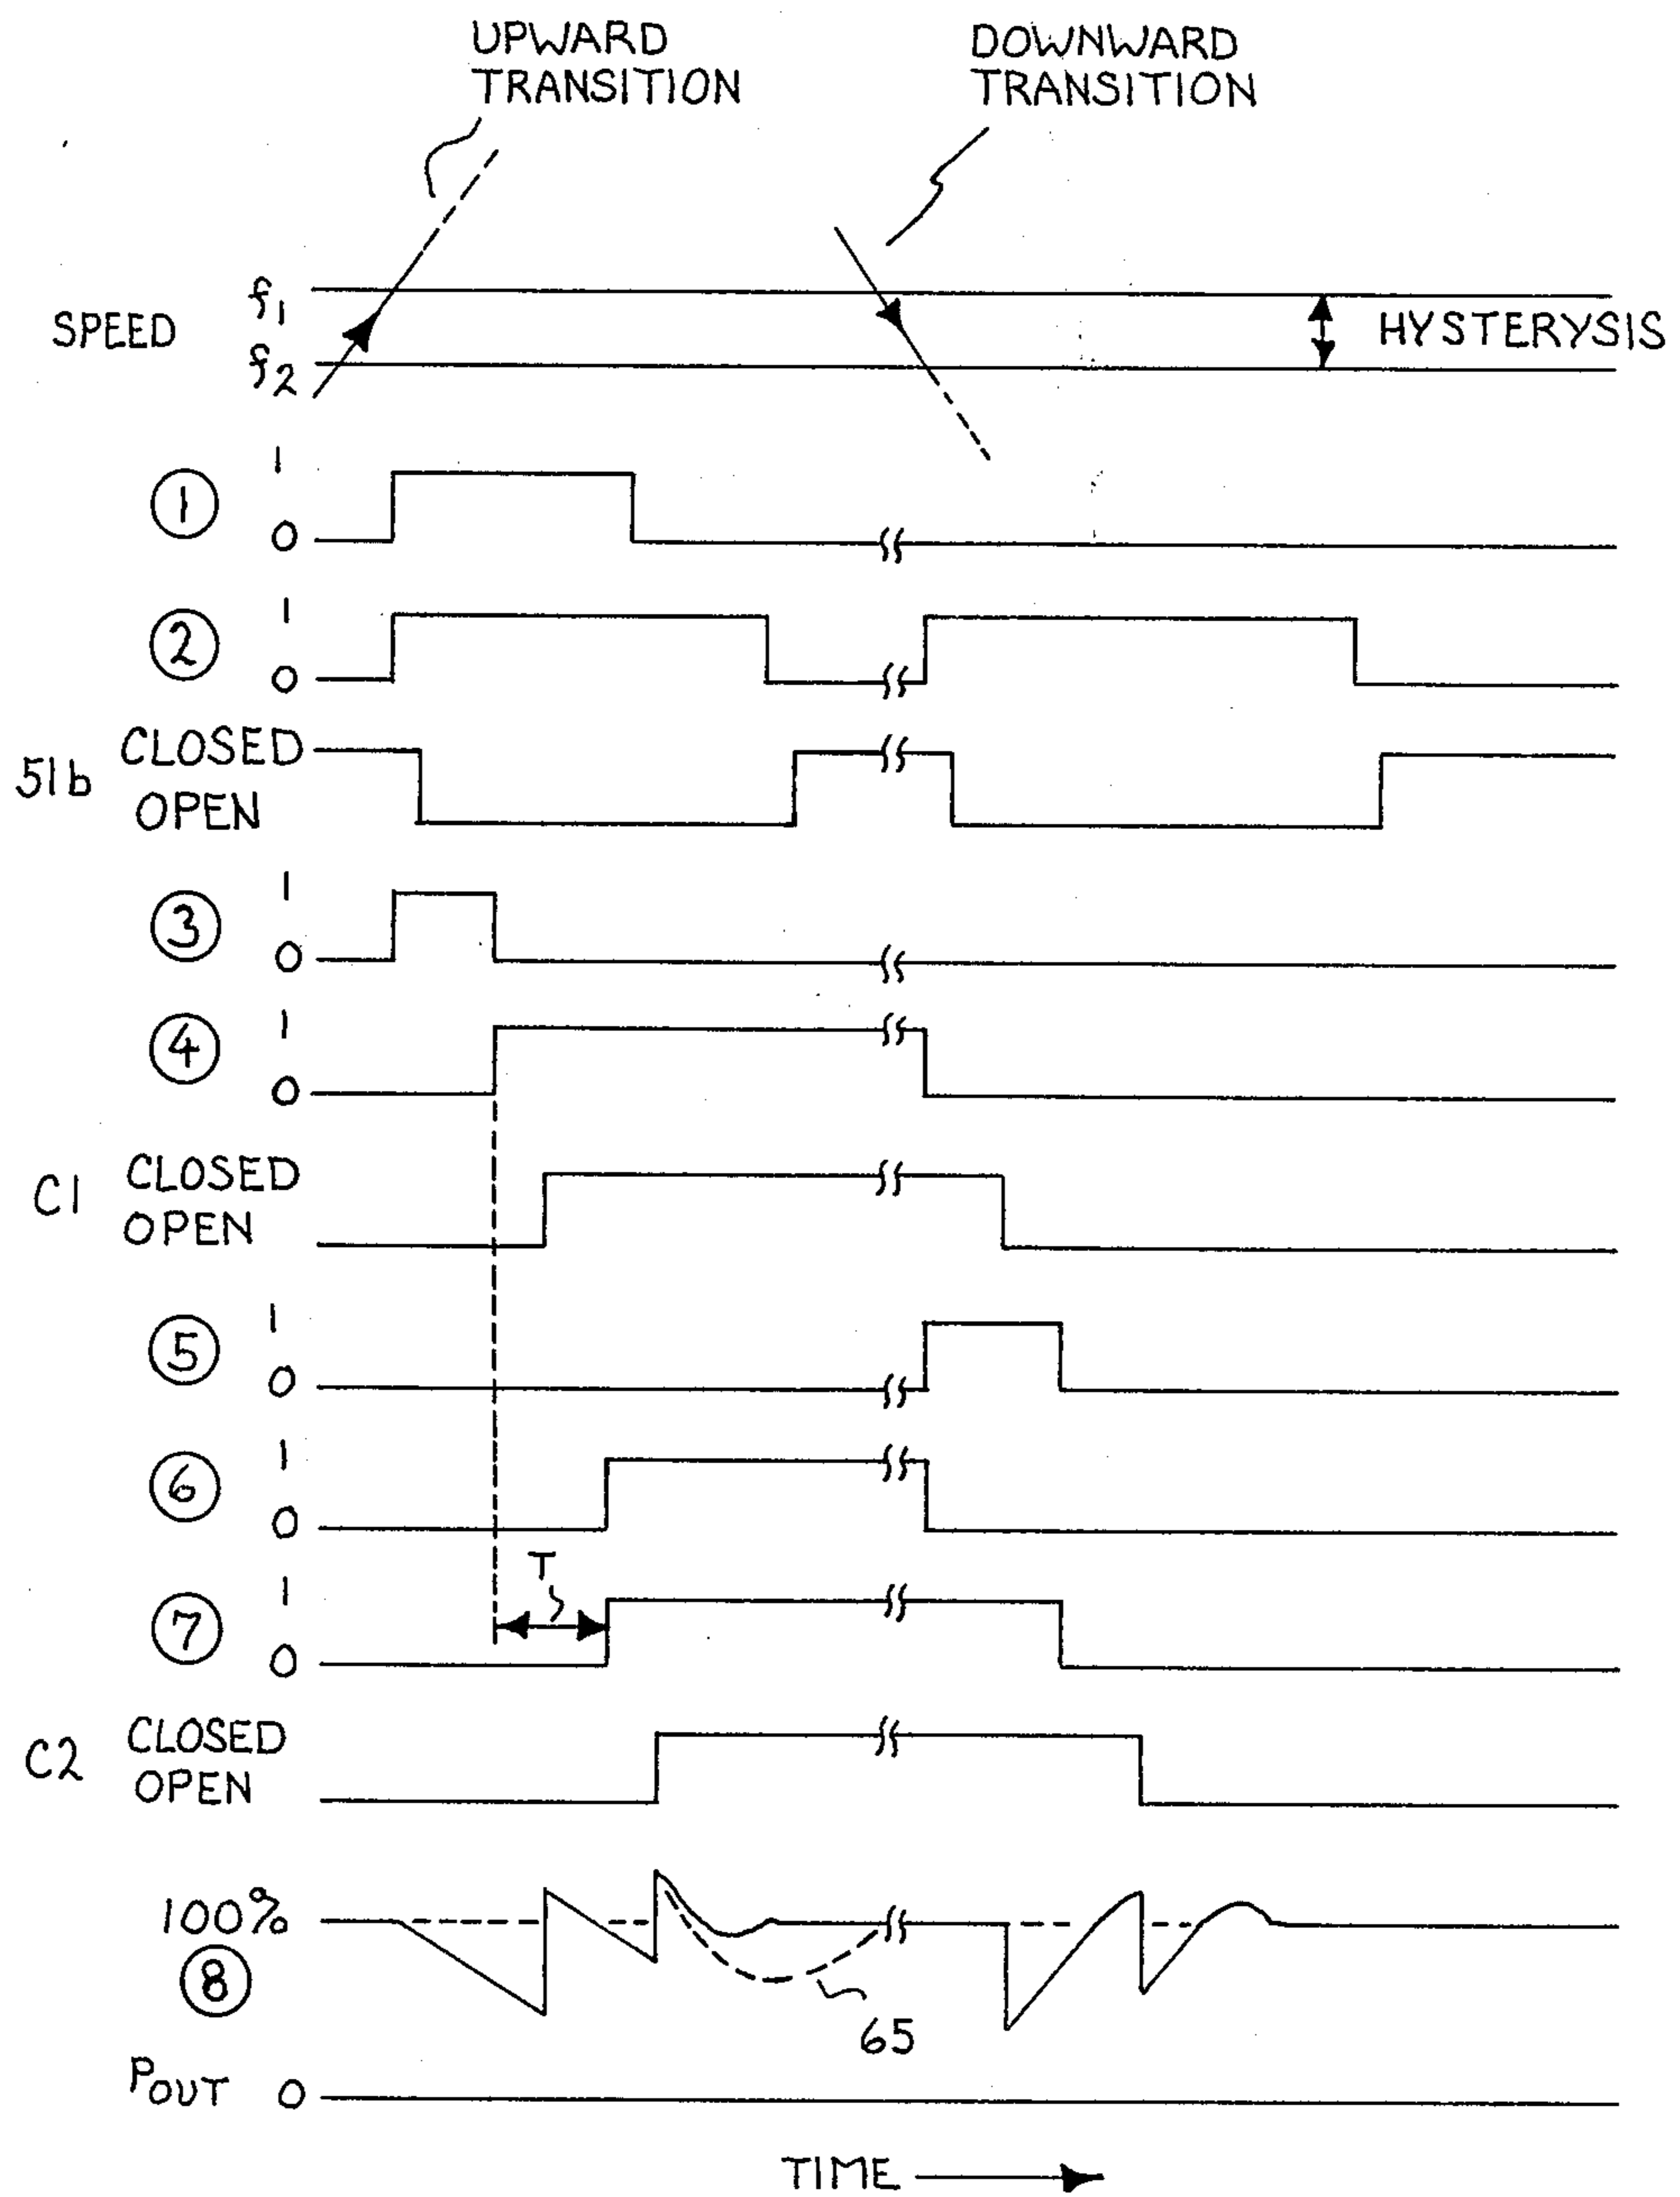 UPWARD
TRANSITION
DOWNWARD
TRANSITION
SPEED
f1
f2
HYSTERYSIS
1 1
0
2 1
0
51b CLOSED
OPEN
3 1
0
4 1
0
C1 CLOSED
OPEN
5 1
0
6 1
0
T
7 1
0
C2 CLOSED
OPEN
100%
8
65
POUT 0
TIME